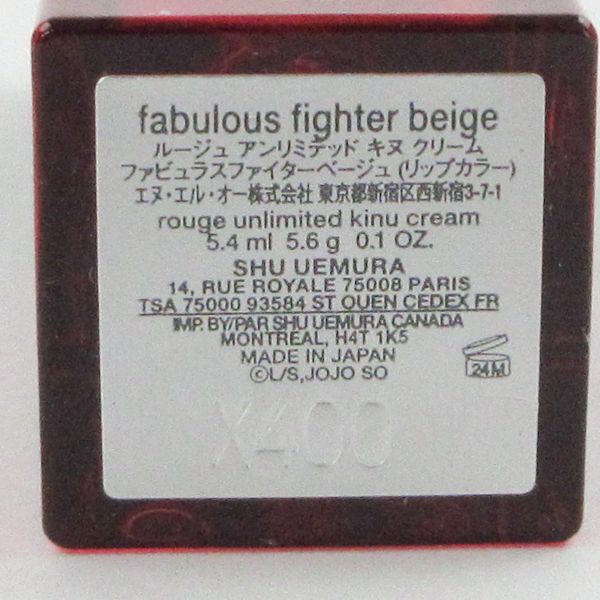 fabulous fighter beige
ルージュ アンリミテッド キヌ クリーム
ファビュラスファイターベージュ (リップカラー)
エヌ・エル・オー株式会社 東京都新宿区西新宿3-7-1
rouge unlimited kinu cream
5.4 ml 5.6 g 0.1 OZ.
SHU UEMURA
14, RUE ROYALE 75008 PARIS
TSA 75000 93584 ST OUEN CEDEX FR
IMP. BY/PAR SHU UEMURA CANADA
MONTREAL, H4T 1K5
MADE IN JAPAN
©L/S,JOJO SO
24M
X400